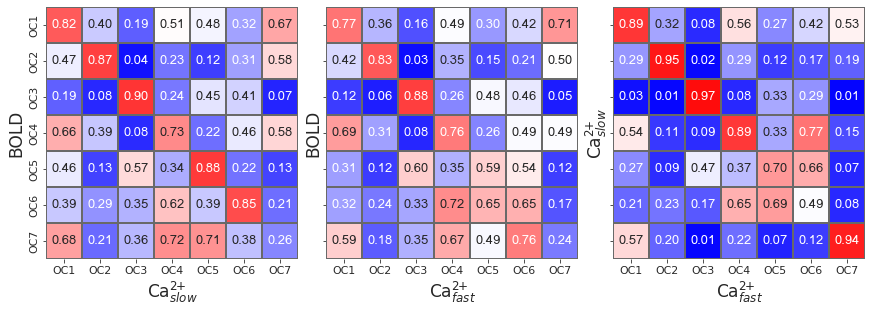 OC1 0.82 0.40 0.19 0.51 0.48 0.32 0.67
OC2 0.47 0.87 0.04 0.23 0.12 0.31 0.58
OC3 0.19 0.08 0.90 0.24 0.45 0.41 0.07
OC4 0.66 0.39 0.08 0.73 0.22 0.46 0.58
OC5 0.46 0.13 0.57 0.34 0.88 0.22 0.13
OC6 0.39 0.29 0.35 0.62 0.39 0.85 0.21
OC7 0.68 0.21 0.36 0.72 0.71 0.38 0.26
OC1 OC2 OC3 OC4 OC5 OC6 OC7
BOLD
Ca2+slow
0.77 0.36 0.16 0.49 0.30 0.42 0.71
0.42 0.83 0.03 0.35 0.15 0.21 0.50
0.12 0.06 0.88 0.26 0.48 0.46 0.05
0.69 0.31 0.08 0.76 0.26 0.49 0.49
0.31 0.12 0.60 0.35 0.59 0.54 0.12
0.32 0.24 0.33 0.72 0.65 0.65 0.17
0.59 0.18 0.35 0.67 0.49 0.76 0.24
OC1 OC2 OC3 OC4 OC5 OC6 OC7
BOLD
Ca2+fast
0.89 0.32 0.08 0.56 0.27 0.42 0.53
0.29 0.95 0.02 0.29 0.12 0.17 0.19
0.03 0.01 0.97 0.08 0.33 0.29 0.01
0.54 0.11 0.09 0.89 0.33 0.77 0.15
0.27 0.09 0.47 0.37 0.70 0.66 0.07
0.21 0.23 0.17 0.65 0.69 0.49 0.08
0.57 0.20 0.01 0.22 0.07 0.12 0.94
OC1 OC2 OC3 OC4 OC5 OC6 OC7
Ca2+slow
Ca2+fast